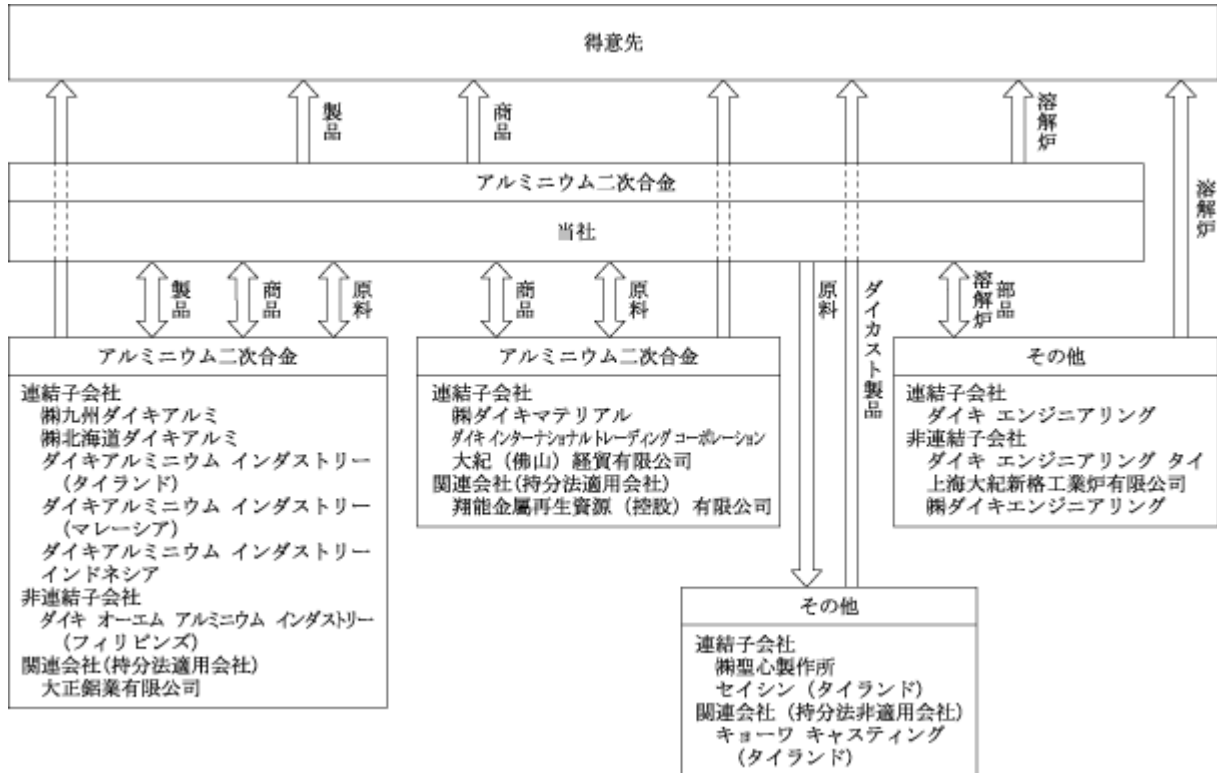 得意先
製品
商品
溶解炉
溶解炉
アルミニウム二次合金
当社
製品
商品
原料
商品
原料
原料
ダイカスト製品
溶解炉
部品
アルミニウム二次合金
連結子会社
㈱九州ダイキアルミ
㈱北海道ダイキアルミ
ダイキアルミニウム インダストリー
(タイランド)
ダイキアルミニウム インダストリー
(マレーシア)
ダイキアルミニウム インダストリー
インドネシア
非連結子会社
ダイキ オーエム アルミニウム インダストリー
(フィリピンズ)
関連会社(持分法適用会社)
大正鋁業有限公司
アルミニウム二次合金
連結子会社
㈱ダイキマテリアル
ダイキインターナショナルトレーディングコーポレーション
大紀(佛山)経貿有限公司
関連会社(持分法適用会社)
翔能金属再生資源(控股)有限公司
その他
連結子会社
ダイキ エンジニアリング
非連結子会社
ダイキ エンジニアリング タイ
上海大紀新格工業炉有限公司
㈱ダイキエンジニアリング
その他
連結子会社
㈱聖心製作所
セイシン(タイランド)
関連会社(持分法非適用会社)
キョーワ キャスティング
(タイランド)